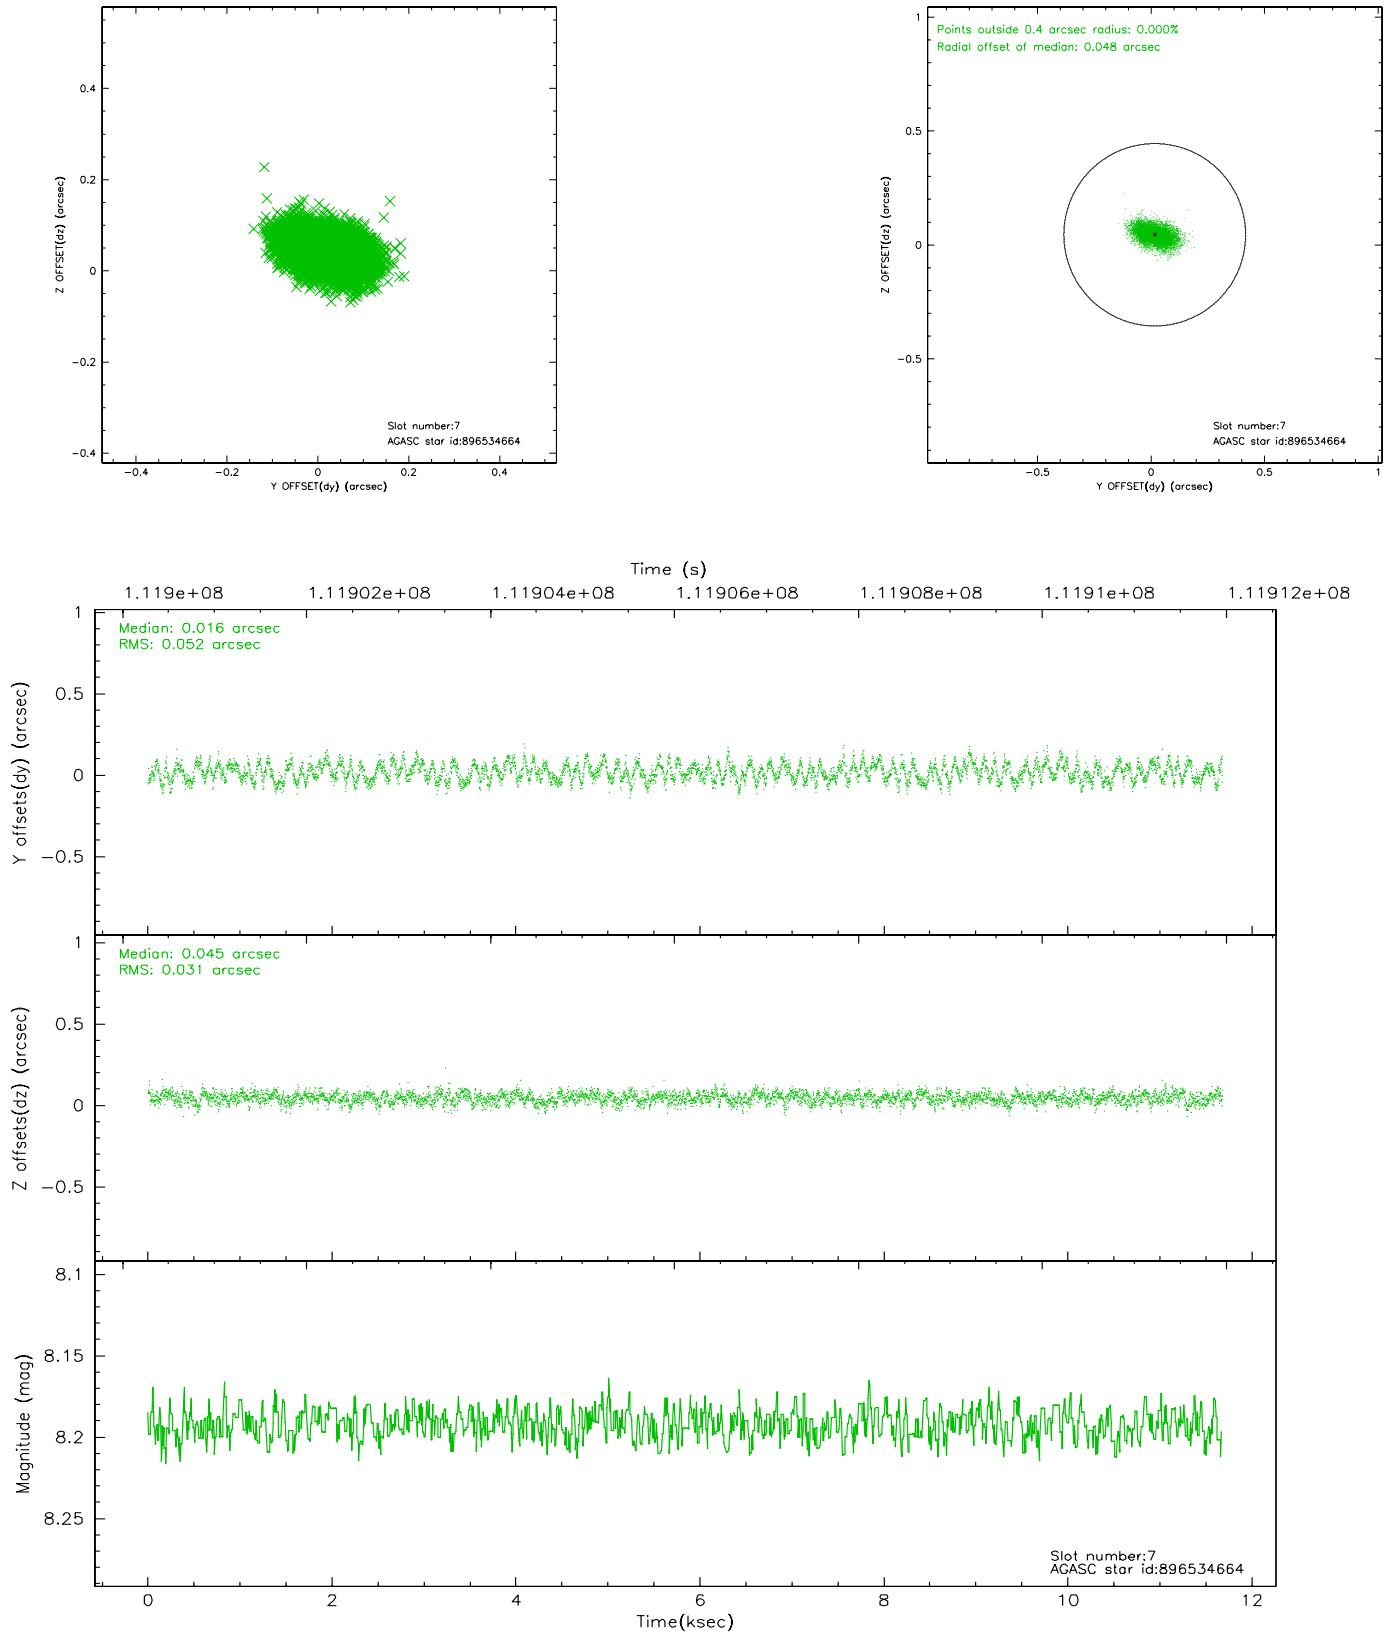 0.4
0.2
0
−0.2
−0.4
Z OFFSET(dz) (arcsec)
−0.4 −0.2 0 0.2 0.4
Y OFFSET(dy) (arcsec)
Slot number:7
AGASC star id:896534664
Points outside 0.4 arcsec radius: 0.000%
Radial offset of median: 0.048 arcsec
1
0.5
0
−0.5
Z OFFSET(dz) (arcsec)
−0.5 0 0.5 1
Y OFFSET(dy) (arcsec)
Slot number:7
AGASC star id:896534664
Time (s)
1.119e+08 1.11902e+08 1.11904e+08 1.11906e+08 1.11908e+08 1.1191e+08 1.11912e+08
Median: 0.016 arcsec
RMS: 0.052 arcsec
1
0.5
0
−0.5
Y offsets(dy) (arcsec)
Median: 0.045 arcsec
RMS: 0.031 arcsec
1
0.5
0
−0.5
Z offsets(dz) (arcsec)
8.1
8.15
8.2
8.25
Magnitude (mag)
Slot number:7
AGASC star id:896534664
0 2 4 6 8 10 12
Time(ksec)